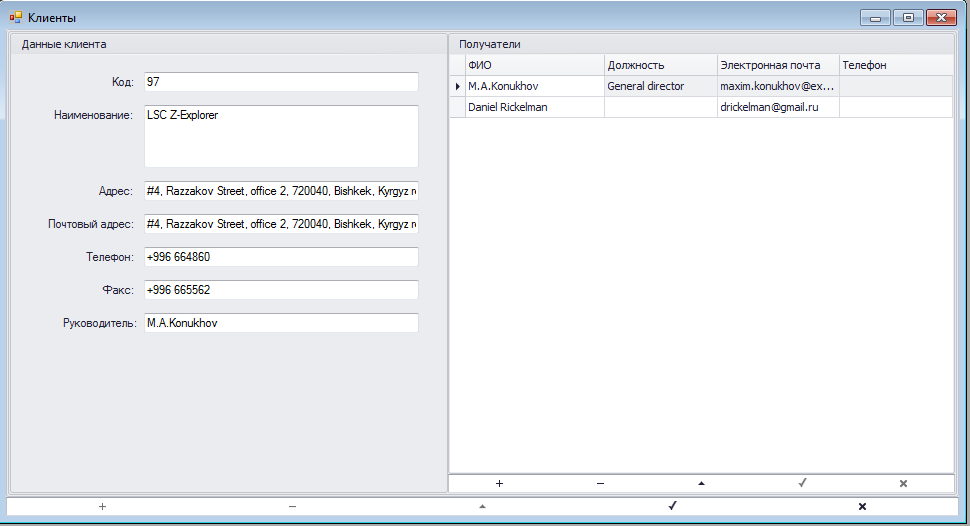 Клиенты
Данные клиента
Код: 97
Наименование: LSC Z-Explorer
Адрес: #4, Razzakov Street, office 2, 720040, Bishkek, Kyrgyz r
Почтовый адрес: #4, Razzakov Street, office 2, 720040, Bishkek, Kyrgyz r
Телефон: +996 664860
Факс: +996 665562
Руководитель: M.A.Konukhov
Получатели
ФИО Должность Электронная почта Телефон
M.A.Konukhov General director maxim.konukhov@ex...
Daniel Rickelman drickelman@gmail.ru